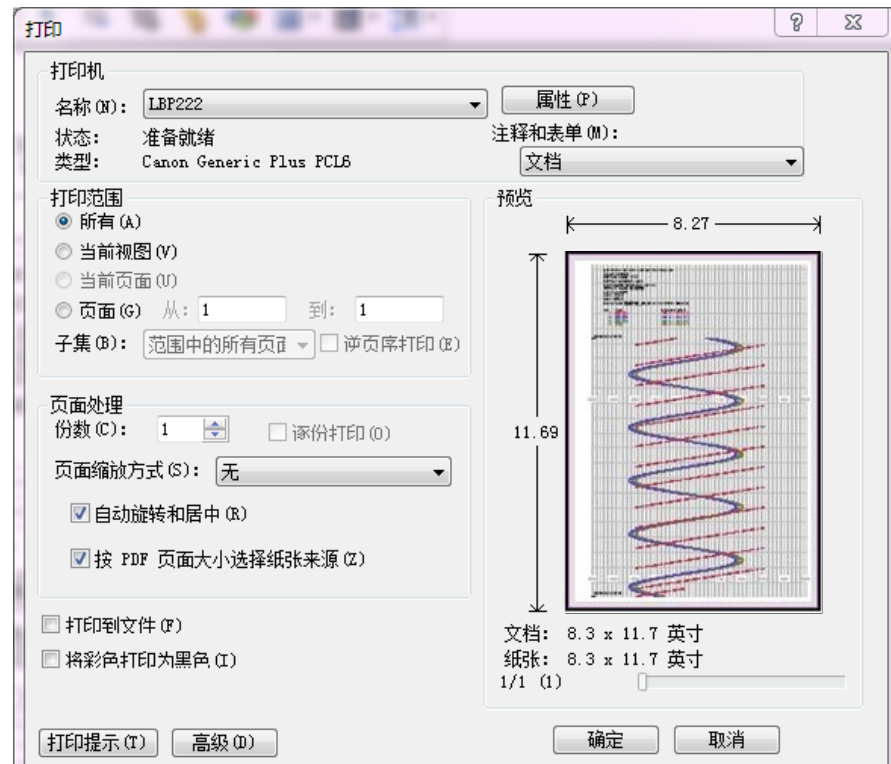 打印
打印机
名称(N): LBP222 属性(P)
状态: 准备就绪 注释和表单(M):
类型: Canon Generic Plus PCL6 文档
打印范围 预览
所有(A) 8.27
当前视图(V)
当前页面(U)
页面(G) 从: 1 到: 1
子集(B): 范围中的所有页面 逆页序打印(E)
页面处理
份数(C): 1 逐份打印(O) 11.69
页面缩放方式(S): 无
自动旋转和居中(R)
按 PDF 页面大小选择纸张来源(Z)
打印到文件(F) 文档: 8.3 x 11.7 英寸
将彩色打印为黑色(I) 纸张: 8.3 x 11.7 英寸
1/1 (1)
打印提示(T) 高级(D) 确定 取消